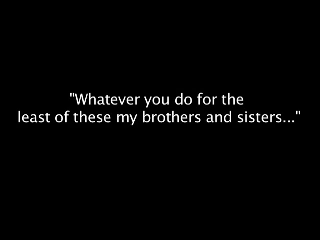 "Whatever you do for the
least of these my brothers and sisters..."